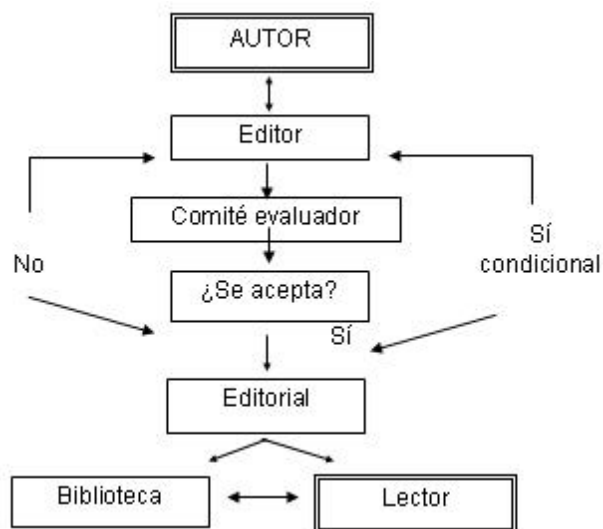 AUTOR
Editor
Comité evaluador
No
Sí
condicional
¿Se acepta?
Sí
Editorial
Biblioteca
Lector